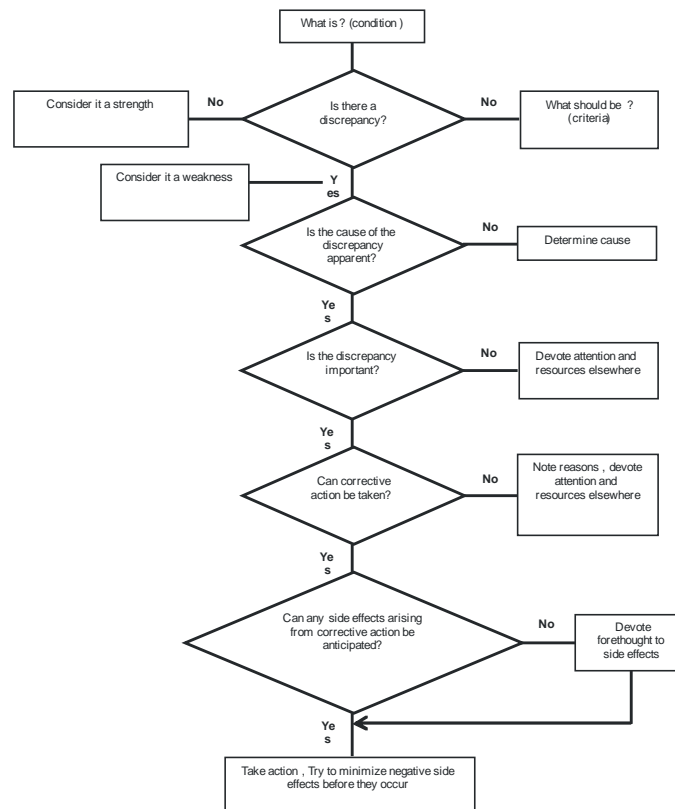 What is ? (condition )
Is there a
discrepancy?
No
Consider it a strength
No
What should be ?
(criteria)
Consider it a weakness
Y
es
Is the cause of the
discrepancy
apparent?
No
Determine cause
Ye
s
Is the discrepancy
important?
No
Devote attention and
resources elsewhere
Ye
s
Can corrective
action be taken?
No
Note reasons , devote
attention and
resources elsewhere
Ye
s
Can any side effects arising
from corrective action be
anticipated?
No
Devote
forethought to
side effects
Ye
s
Take action , Try to minimize negative side
effects before they occur